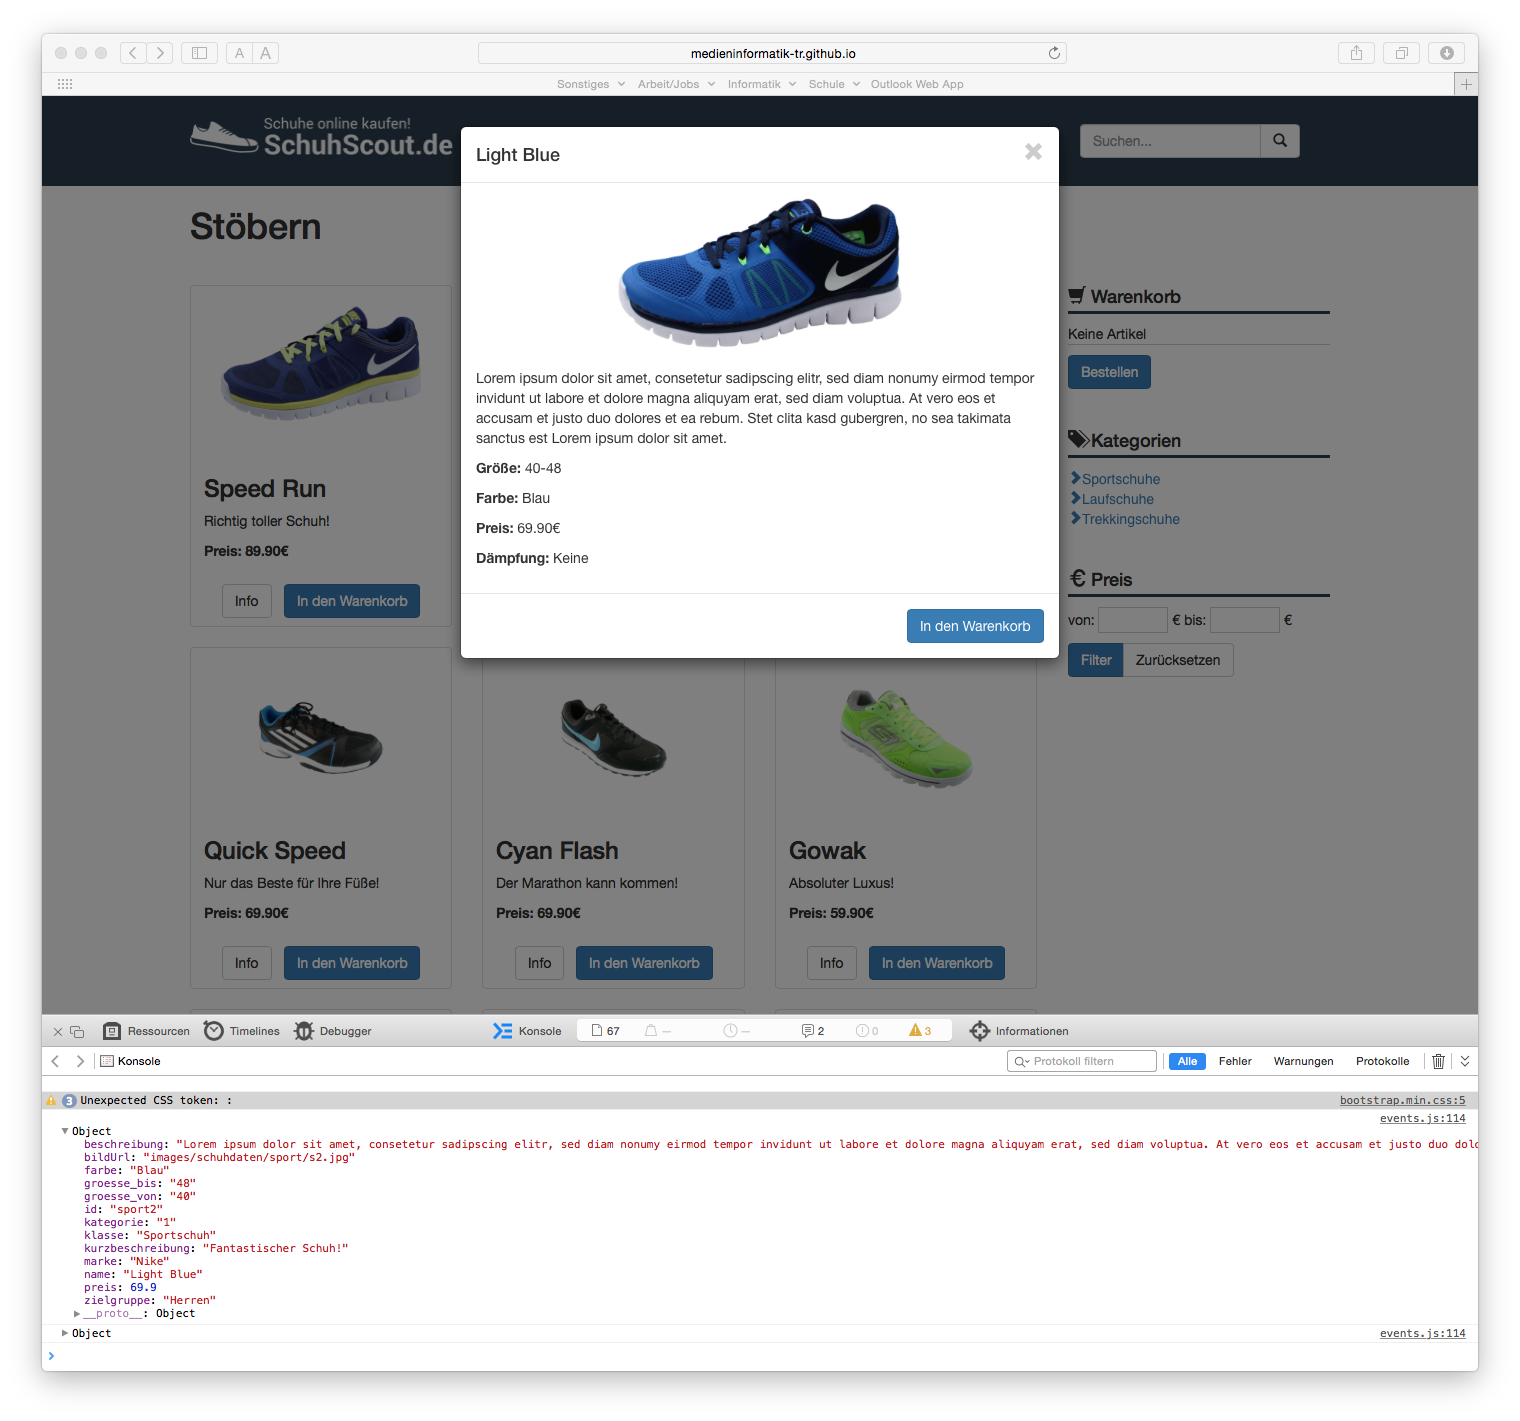 medieninformatik-tr.github.io
A A
Sonstiges Arbeit/Jobs Informatik Schule Outlook Web App
Schuhe online kaufen!
SchuhScout.de
Suchen...
Light Blue
Stöbern
Lorem ipsum dolor sit amet, consetetur sadipscing elitr, sed diam nonumy eirmod tempor
invidunt ut labore et dolore magna aliquyam erat, sed diam voluptua. At vero eos et
accusam et justo duo dolores et ea rebum. Stet clita kasd gubergren, no sea takimata
sanctus est Lorem ipsum dolor sit amet.
Größe: 40-48
Farbe: Blau
Preis: 69.90€
Dämpfung: Keine
In den Warenkorb
Speed Run
Richtig toller Schuh!
Preis: 89.90€
Info In den Warenkorb
Warenkorb
Keine Artikel
Bestellen
Kategorien
Sportschuhe
Laufschuhe
Trekkingschuhe
€ Preis
von: € bis: €
Filter Zurücksetzen
Quick Speed
Nur das Beste für Ihre Füße!
Preis: 69.90€
Info In den Warenkorb
Cyan Flash
Der Marathon kann kommen!
Preis: 69.90€
Info In den Warenkorb
Gowak
Absoluter Luxus!
Preis: 59.90€
Info In den Warenkorb
Ressourcen Timelines Debugger Konsole 67 — — 2 0 3 Informationen
Konsole Protokoll filtern Alle Fehler Warnungen Protokolle
3 Unexpected CSS token: : bootstrap.min.css:5
events.js:114
Object
beschreibung: "Lorem ipsum dolor sit amet, consetetur sadipscing elitr, sed diam nonumy eirmod tempor invidunt ut labore et dolore magna aliquyam erat, sed diam voluptua. At vero eos et accusam et justo duo dolo
bildUrl: "images/schuhdaten/sport/s2.jpg"
farbe: "Blau"
groesse_bis: "48"
groesse_von: "40"
id: "sport2"
kategorie: "1"
klasse: "Sportschuh"
kurzbeschreibung: "Fantastischer Schuh!"
marke: "Nike"
name: "Light Blue"
preis: 69.9
zielgruppe: "Herren"
__proto__: Object
Object events.js:114